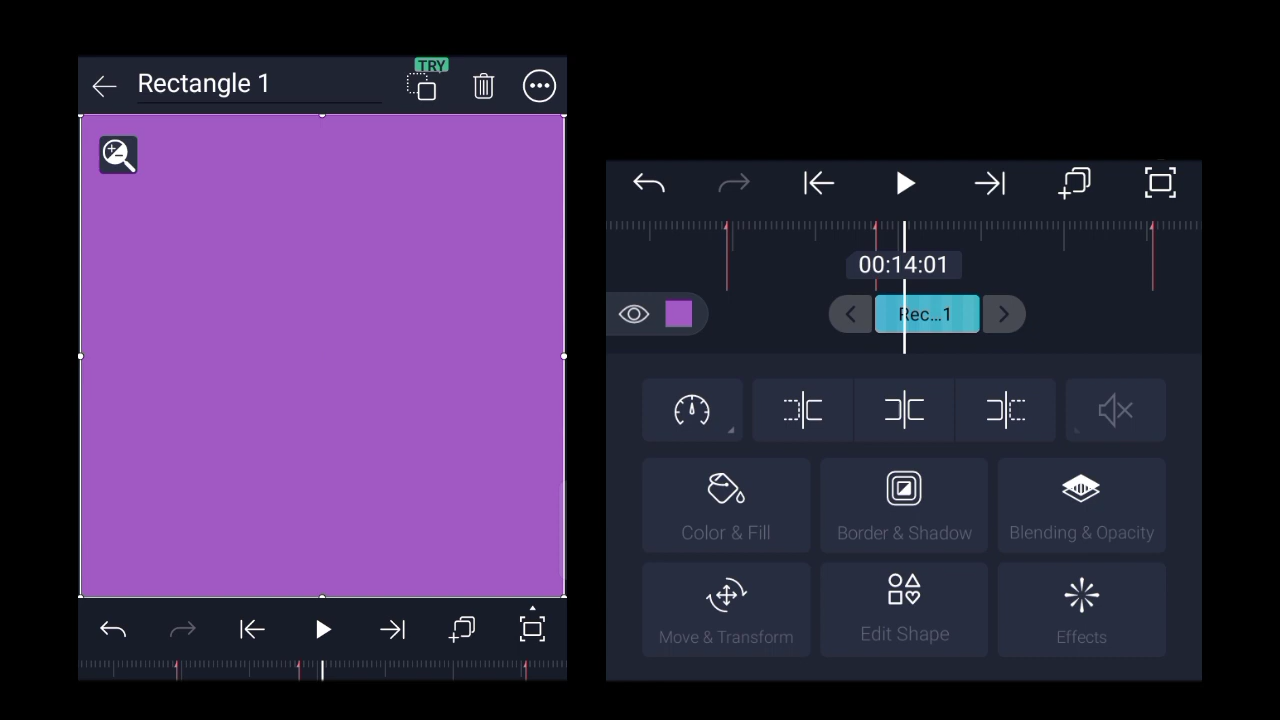 TRY
Rectangle 1
00:14:01
Rec...1
Color & Fill
Border & Shadow
Blending & Opacity
Move & Transform
Edit Shape
Effects